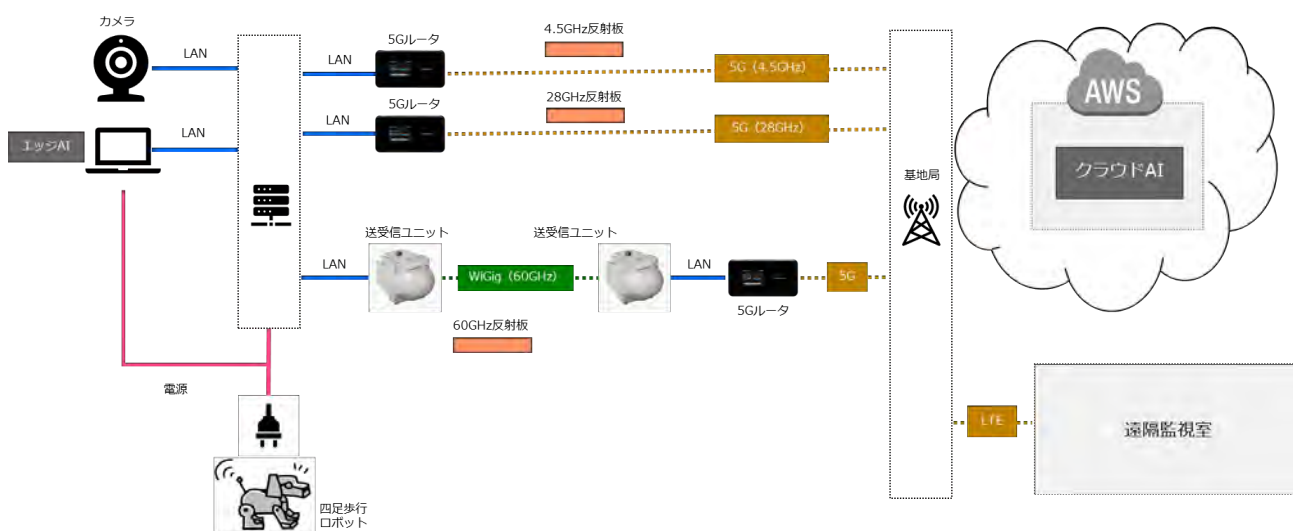 カメラ
LAN
5Gルータ
4.5GHz反射板
LAN
5G（4.5GHz）
エッジAI
LAN
5Gルータ
28GHz反射板
LAN
5G（28GHz）
AWS
クラウドAI
基地局
送受信ユニット
送受信ユニット
LAN
WiGig（60GHz）
LAN
5G
5Gルータ
60GHz反射板
電源
LTE
遠隔監視室
四足歩行
ロボット